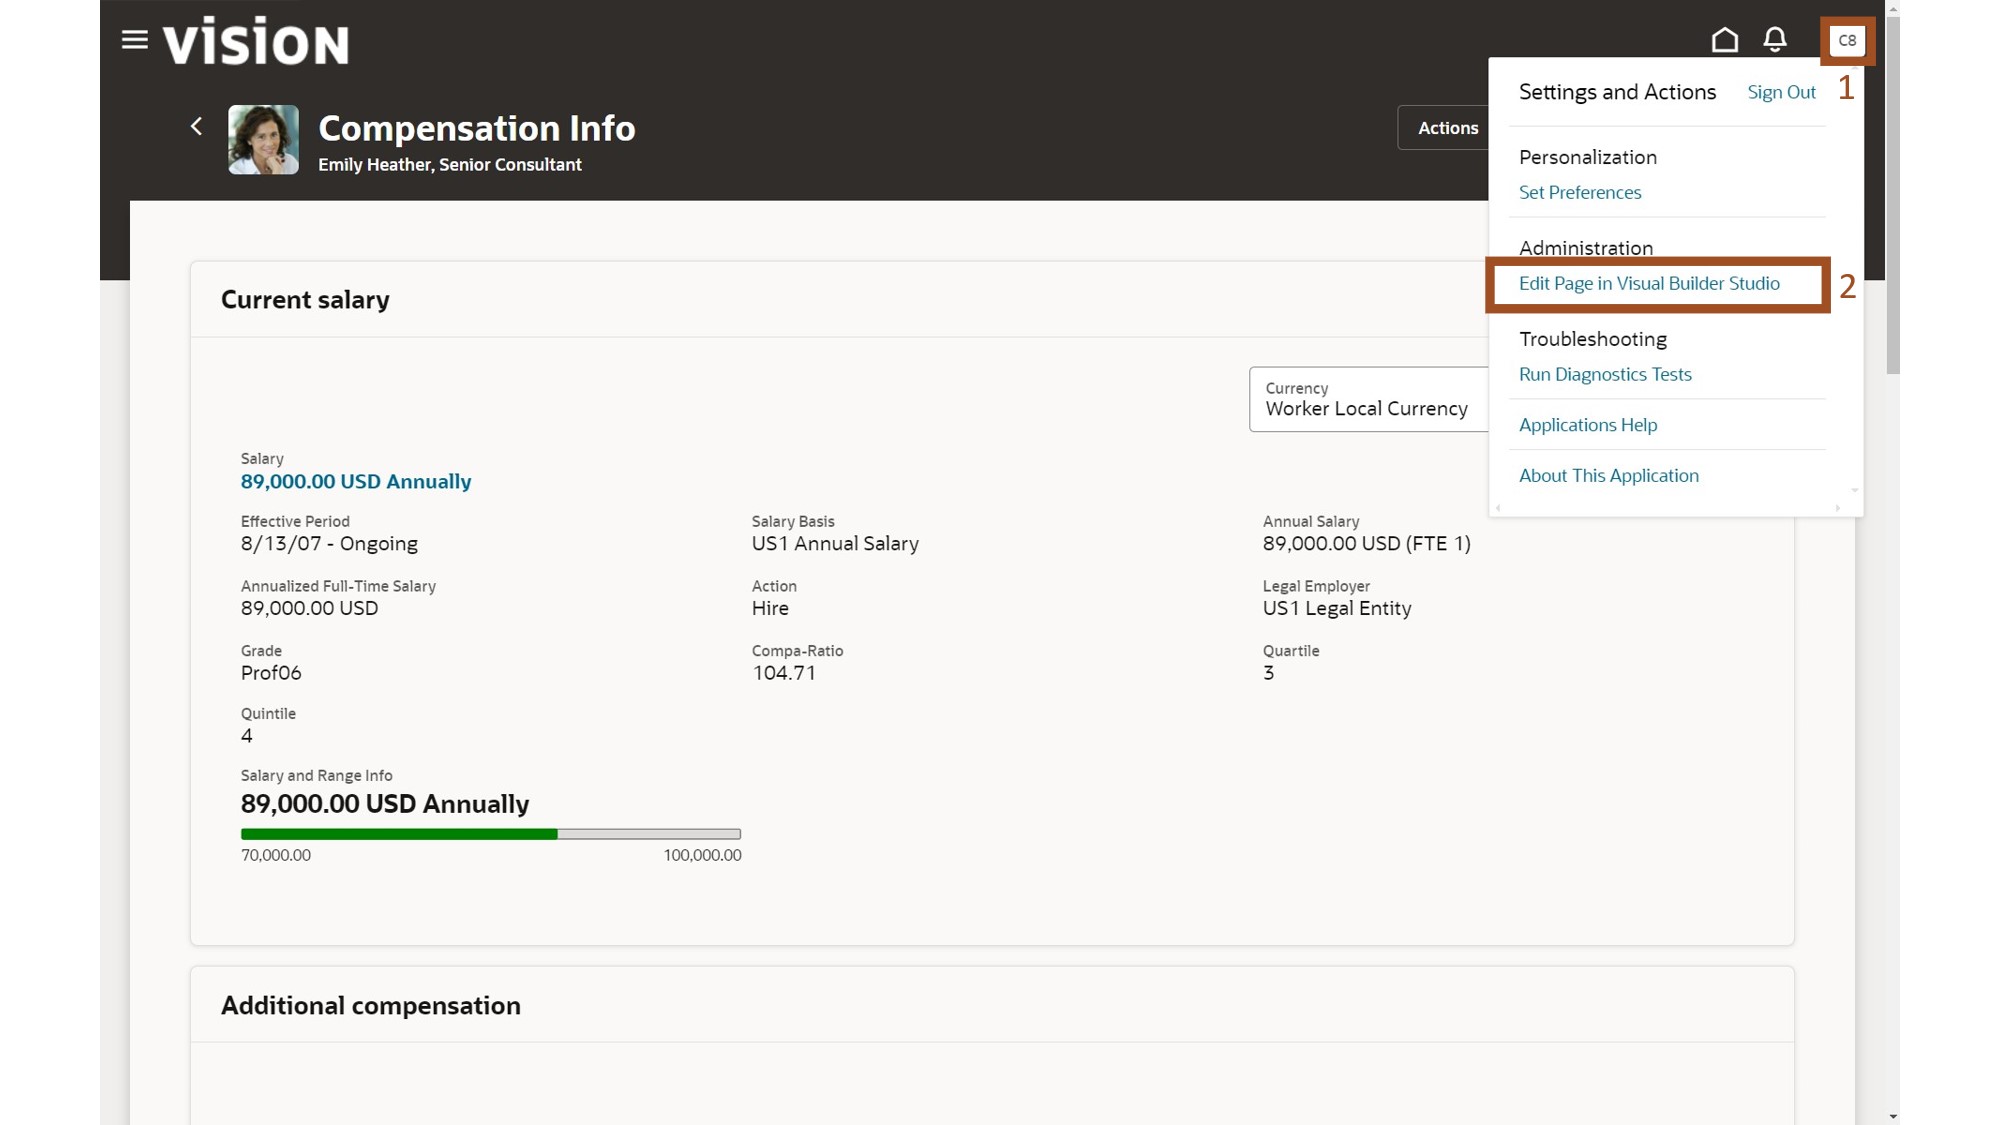 vision
C8
1
Compensation Info
Emily Heather, Senior Consultant
Actions
Settings and Actions Sign Out
Personalization
Set Preferences
Administration
Edit Page in Visual Builder Studio
2
Troubleshooting
Run Diagnostics Tests
Applications Help
About This Application
Current salary
Currency
Worker Local Currency
Salary
89,000.00 USD Annually
Effective Period
8/13/07 - Ongoing
Salary Basis
US1 Annual Salary
Annual Salary
89,000.00 USD (FTE 1)
Annualized Full-Time Salary
89,000.00 USD
Action
Hire
Legal Employer
US1 Legal Entity
Grade
Prof06
Compa-Ratio
104.71
Quartile
3
Quintile
4
Salary and Range Info
89,000.00 USD Annually
70,000.00 100,000.00
Additional compensation